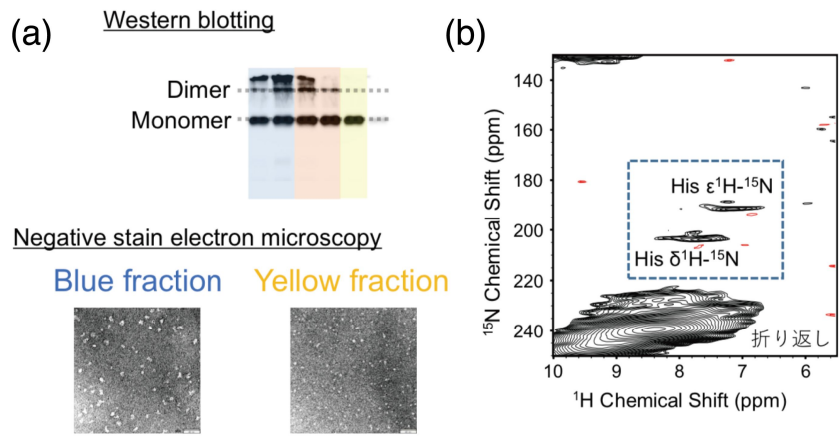 (a)
Western blotting
Dimer
Monomer
Negative stain electron microscopy
Blue fraction
Yellow fraction
(b)
¹⁵N Chemical Shift (ppm)
140
160
180
200
220
240
His ε¹H-¹⁵N
His δ¹H-¹⁵N
折り返し
10
8
6
¹H Chemical Shift (ppm)